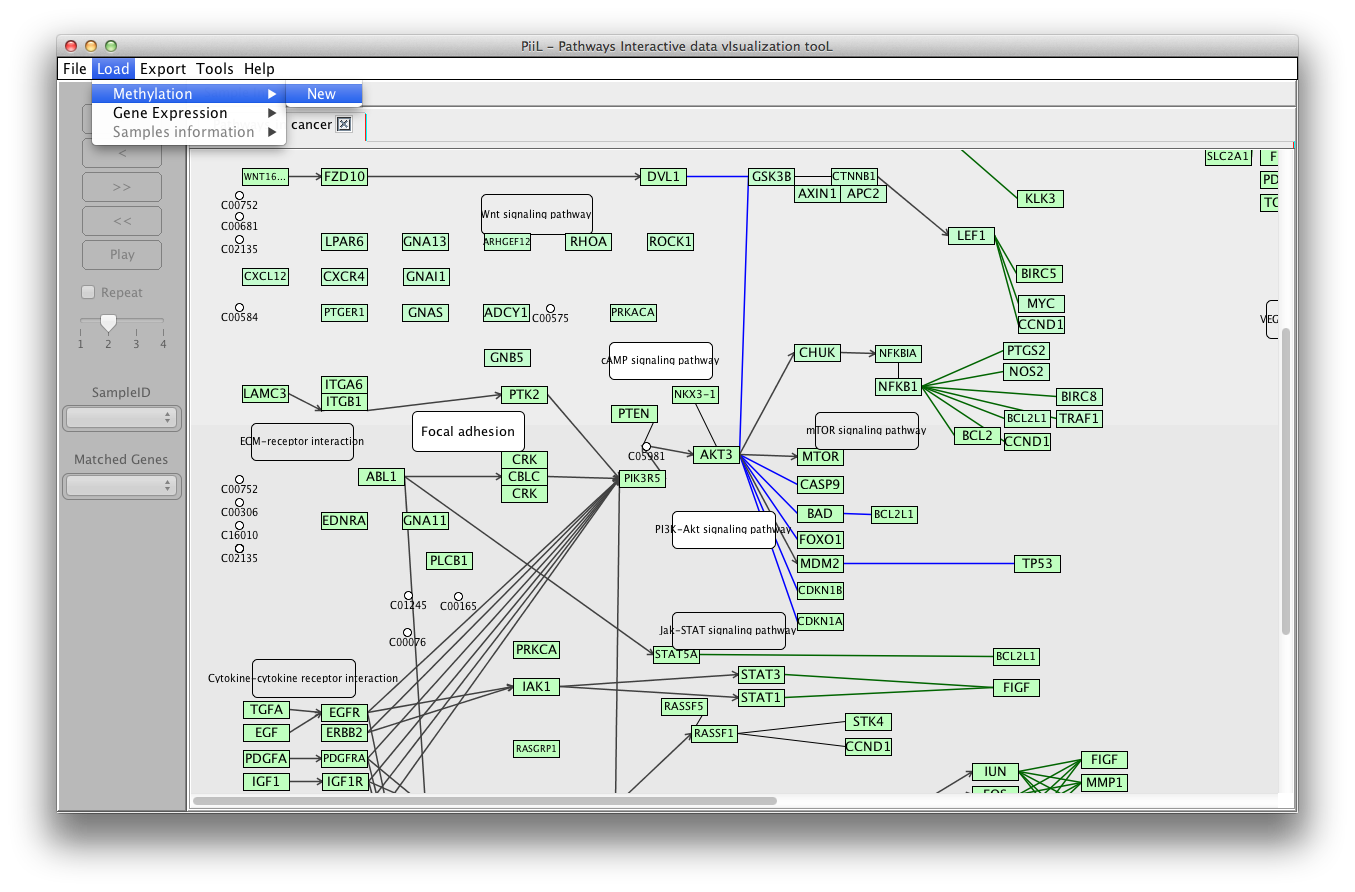 PiiL - Pathways Interactive data vIsualization tooL
File Load Export Tools Help
Methylation New
Gene Expression
Samples information
cancer
<
>>
<<
Play
Repeat
1 2 3 4
SampleID
Matched Genes
SLC2A1
WNT16... FZD10 DVL1 GSK3B CTNNB1
AXIN1 APC2
KLK3
C00752
C00681
C02135
Wnt signaling pathway
LPAR6 GNA13 ARHGEF12 RHOA ROCK1
LEF1
CXCL12 CXCR4 GNAI1
BIRC5
C00584
PTGER1 GNAS ADCY1 C00575 PRKACA
MYC
CCND1
GNB5
cAMP signaling pathway
CHUK NFKBIA PTGS2
NOS2
NFKB1
LAMC3 ITGA6
ITGB1
PTK2
NKX3-1
BIRC8
PTEN
BCL2L1 TRAF1
ECM-receptor interaction
Focal adhesion
mTOR signaling pathway
BCL2 CCND1
C05981
AKT3 MTOR
CRK
ABL1 CBLC
CRK
PIK3R5
CASP9
C00752
C00306
C16010
C02135
EDNRA GNA11
PI3K-Akt signaling pathway
BAD BCL2L1
FOXO1
PLCB1
MDM2 TP53
C01245 C00165
CDKN1B
C00076
Jak-STAT signaling pathway
CDKN1A
PRKCA STAT5A BCL2L1
Cytokine-cytokine receptor interaction
IAK1 STAT3 FIGF
STAT1
TGFA EGFR
EGF ERBB2
RASSF5
RASSF1 STK4
CCND1
RASGRP1
PDGFA PDGFRA
IGF1 IGF1R
IUN FIGF
MMP1